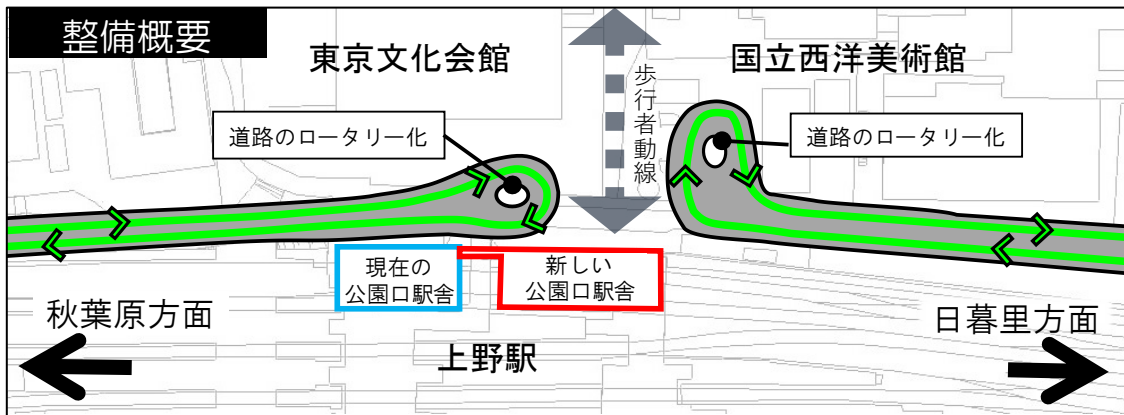 整備概要
東京文化会館
国立西洋美術館
歩行者動線
道路のロータリー化
道路のロータリー化
現在の
公園口駅舎
新しい
公園口駅舎
秋葉原方面
日暮里方面
上野駅